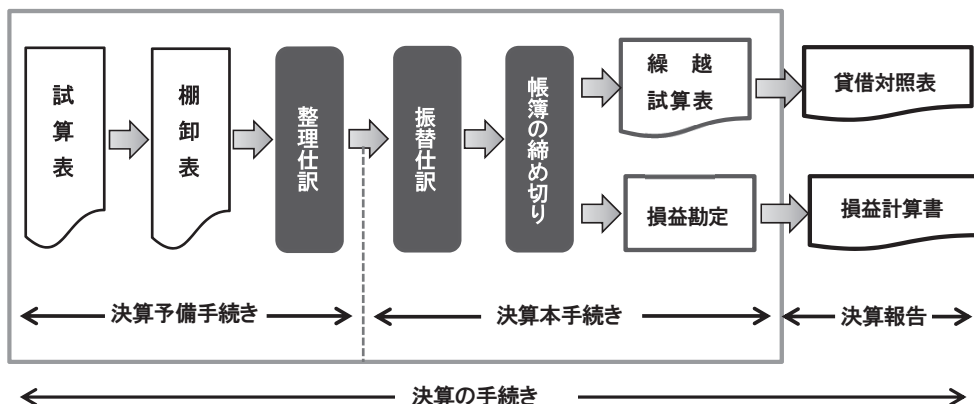 試算表
棚卸表
整理仕訳
振替仕訳
帳簿の締め切り
繰　越
試算表
貸借対照表
損益勘定
損益計算書
決算予備手続き
決算本手続き
決算報告
決算の手続き